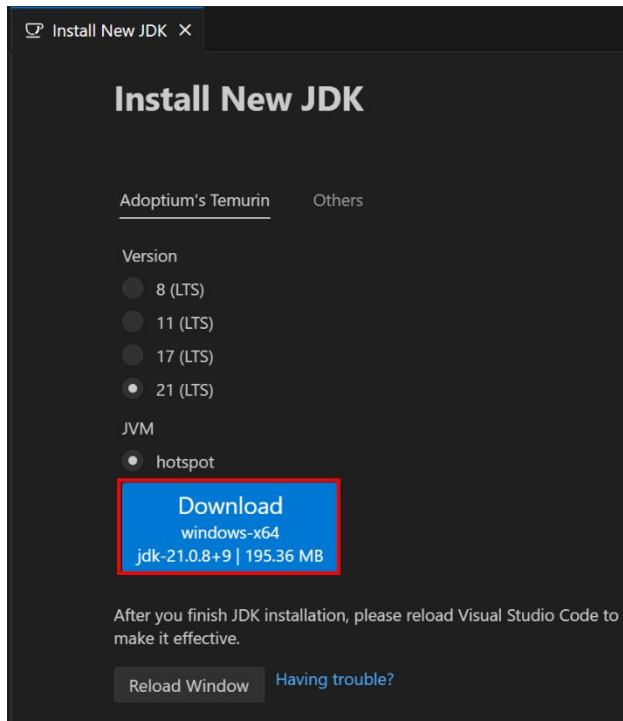 Install New JDK
Install New JDK
Adoptium's Temurin Others
Version
8 (LTS)
11 (LTS)
17 (LTS)
21 (LTS)
JVM
hotspot
Download
windows-x64
jdk-21.0.8+9 | 195.36 MB
After you finish JDK installation, please reload Visual Studio Code to
make it effective.
Reload Window Having trouble?